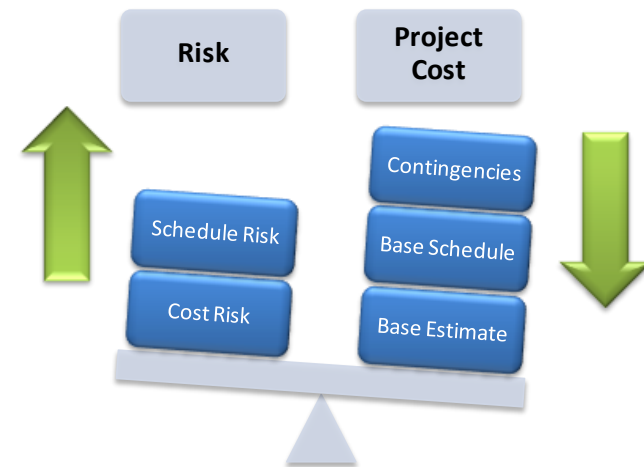 Risk
Project
Cost
Contingencies
Schedule Risk
Base Schedule
Cost Risk
Base Estimate